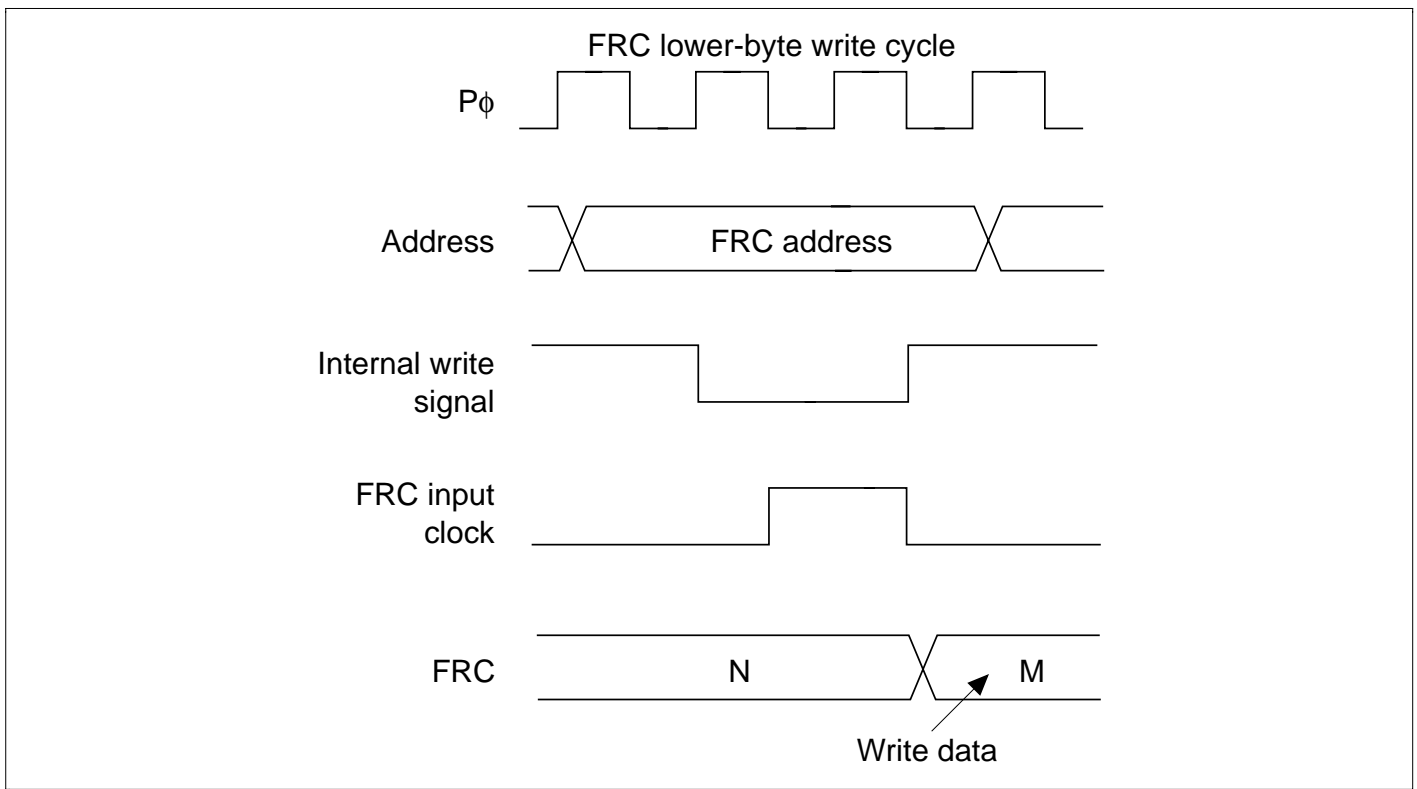 FRC lower-byte write cycle
Pϕ
Address
FRC address
Internal write
signal
FRC input
clock
FRC
N
M
Write data